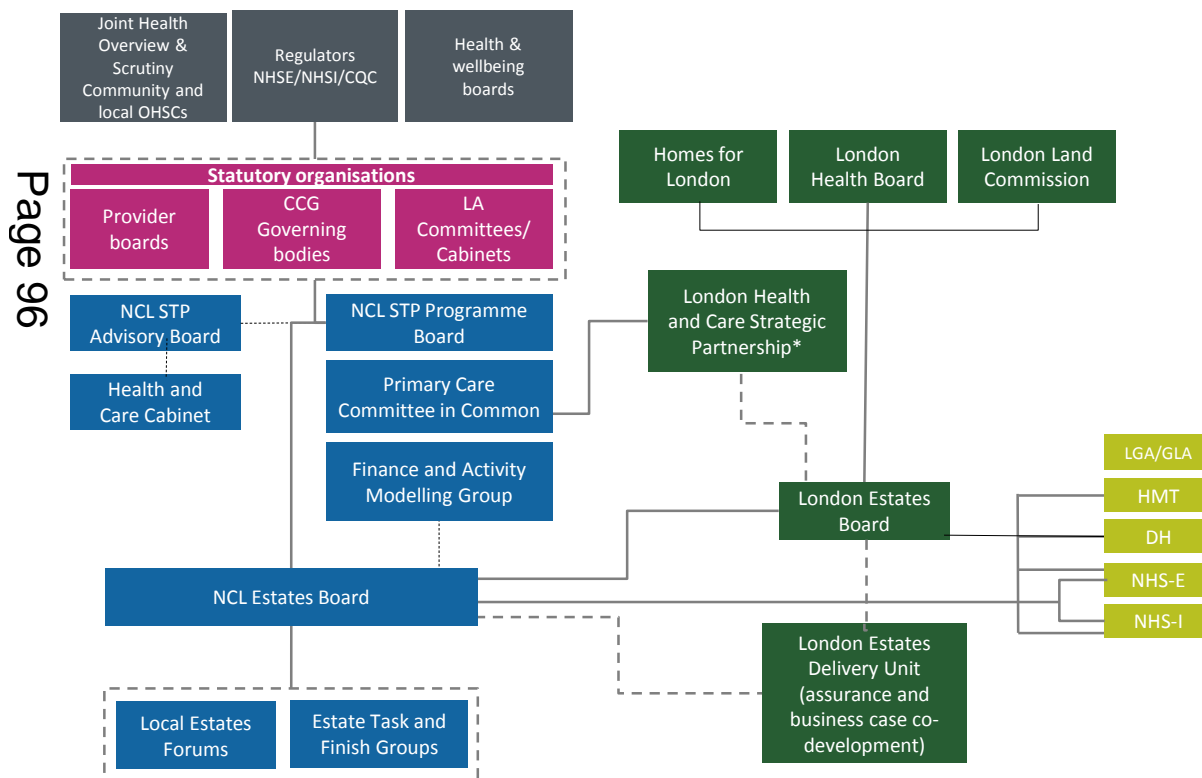 Joint Health
Overview &
Scrutiny
Community and
local OHSCs
Regulators
NHSE/NHSI/CQC
Health &
wellbeing
boards
Statutory organisations
Provider
boards
CCG
Governing
bodies
LA
Committees/
Cabinets
Homes for
London
London
Health Board
London Land
Commission
Page 96
NCL STP
Advisory Board
NCL STP Programme
Board
London Health
and Care Strategic
Partnership*
Health and
Care Cabinet
Primary Care
Committee in Common
Finance and Activity
Modelling Group
London Estates
Board
LGA/GLA
HMT
DH
NHS-E
NHS-I
NCL Estates Board
London Estates
Delivery Unit
(assurance and
business case co-
development)
Local Estates
Forums
Estate Task and
Finish Groups